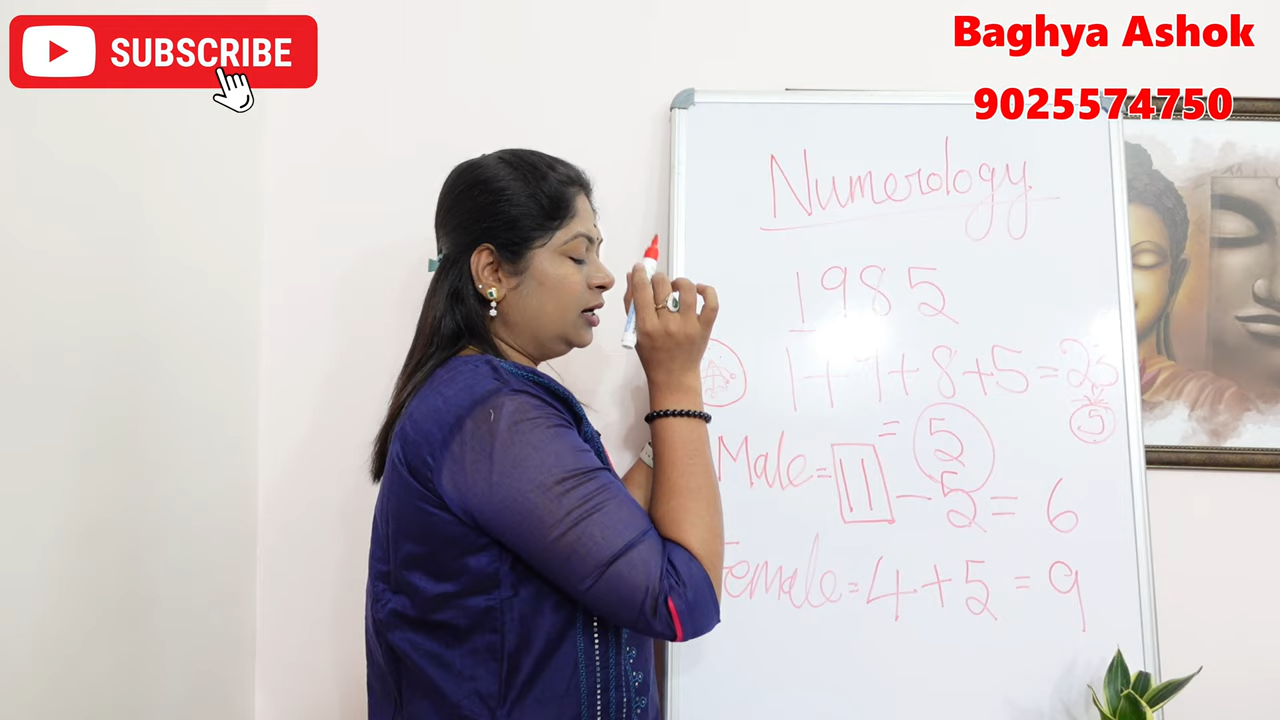 SUBSCRIBE
Baghya Ashok
9025574750
Numerology
1985
1+9+8+5=23
5
= 5
Male = 11 - 5 = 6
Female = 4 + 5 = 9